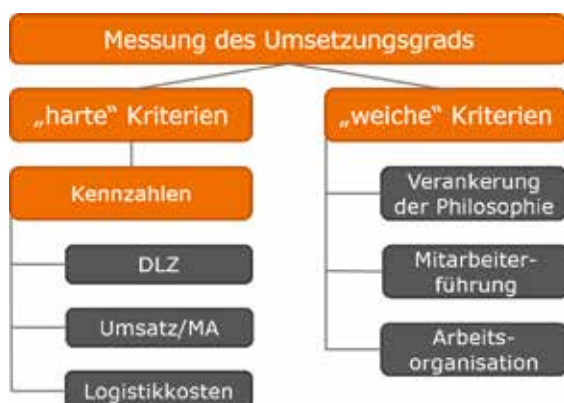 Messung des Umsetzungsgrads
„harte“ Kriterien
Kennzahlen
DLZ
Umsatz/MA
Logistikkosten
„weiche“ Kriterien
Verankerung
der Philosophie
Mitarbeiter-
führung
Arbeits-
organisation